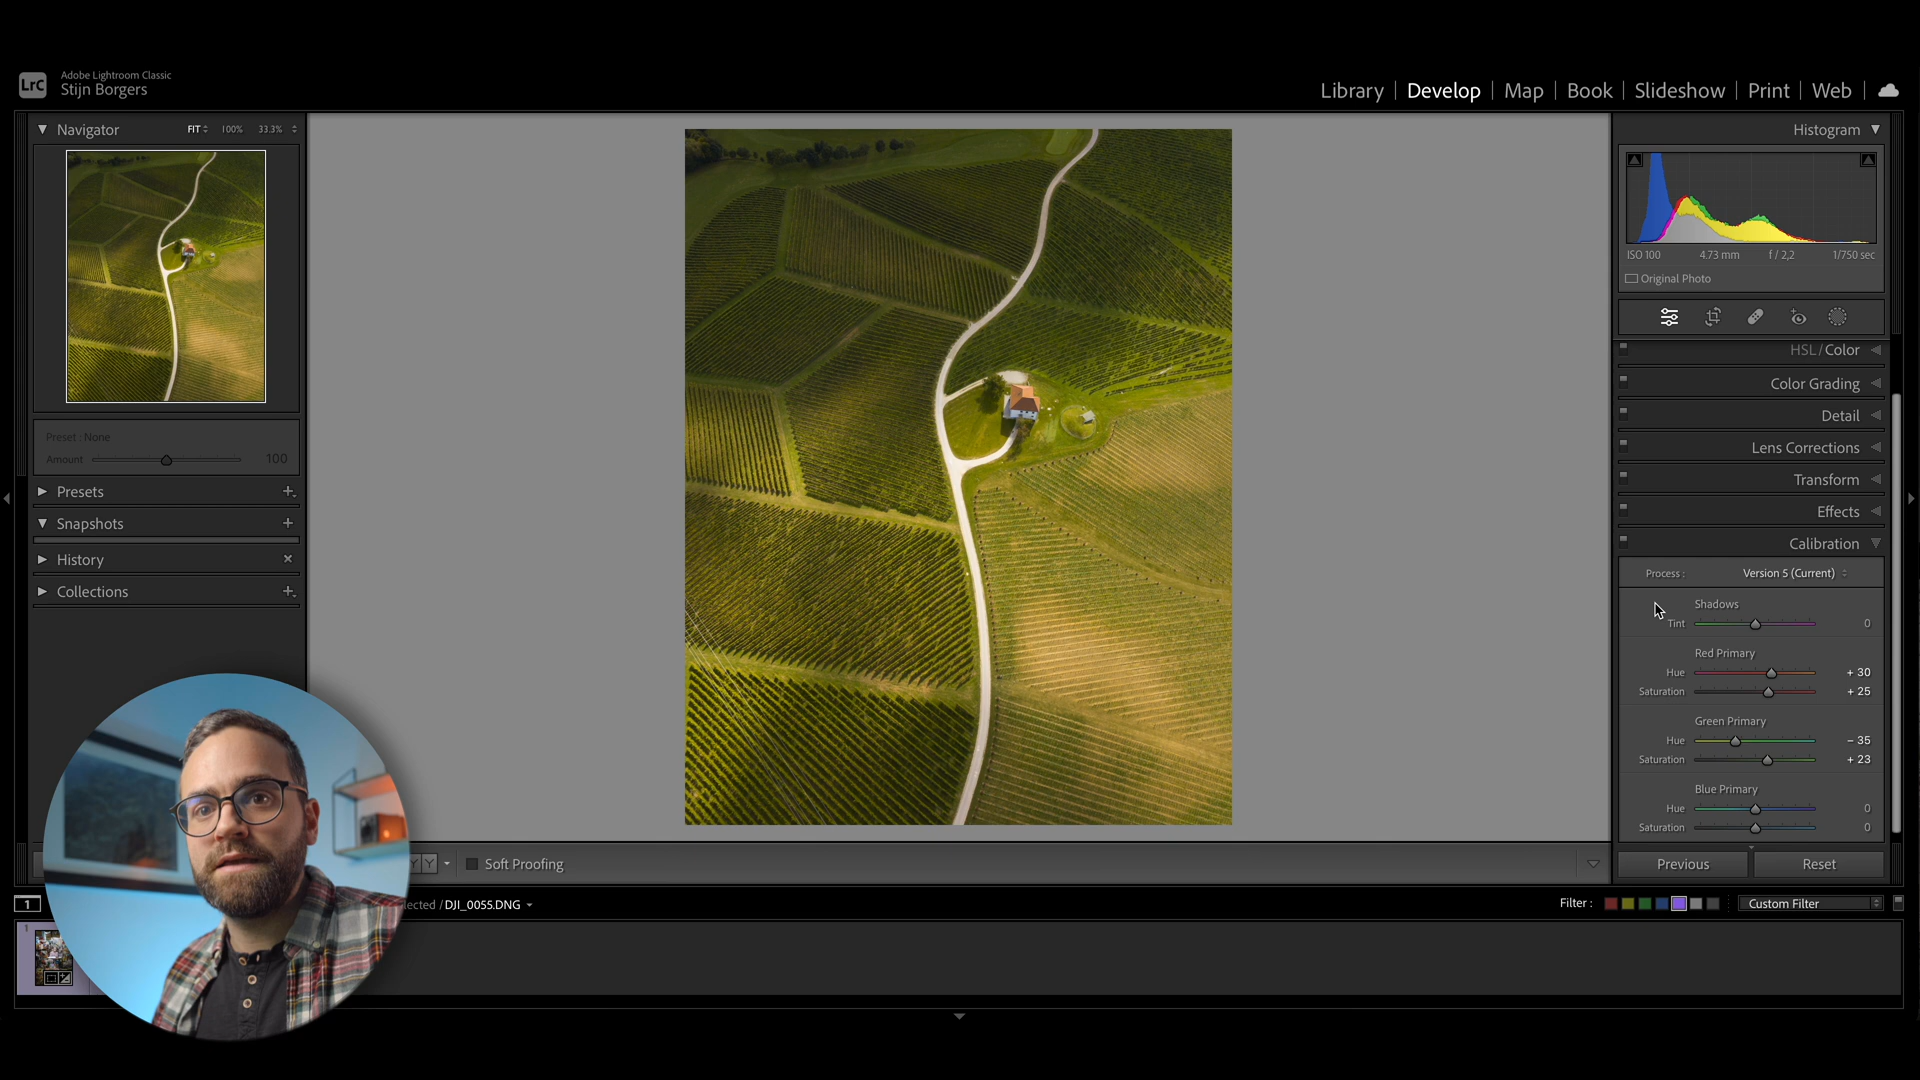 LrC
Adobe Lightroom Classic
Stijn Borgers
Library | Develop | Map | Book | Slideshow | Print | Web
Navigator FIT 100% 33.3%
Preset : None
Amount 100
Presets
Snapshots
History
Collections
Histogram
ISO 100 4.73 mm f / 2,2 1/750 sec
Original Photo
HSL / Color
Color Grading
Detail
Lens Corrections
Transform
Effects
Calibration
Process : Version 5 (Current)
Shadows
Tint 0
Red Primary
Hue + 30
Saturation + 25
Green Primary
Hue – 35
Saturation + 23
Blue Primary
Hue 0
Saturation 0
Previous Reset
Y Y Soft Proofing
1 ected / DJI_0055.DNG Filter : Custom Filter
1